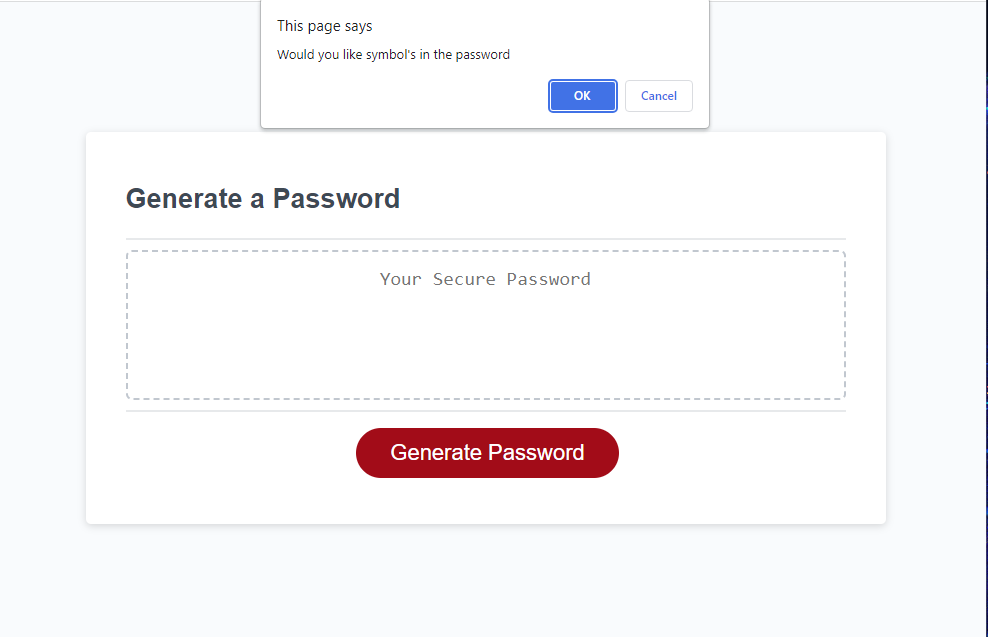 This page says
Would you like symbol's in the password
OK
Cancel
Generate a Password
Your Secure Password
Generate Password